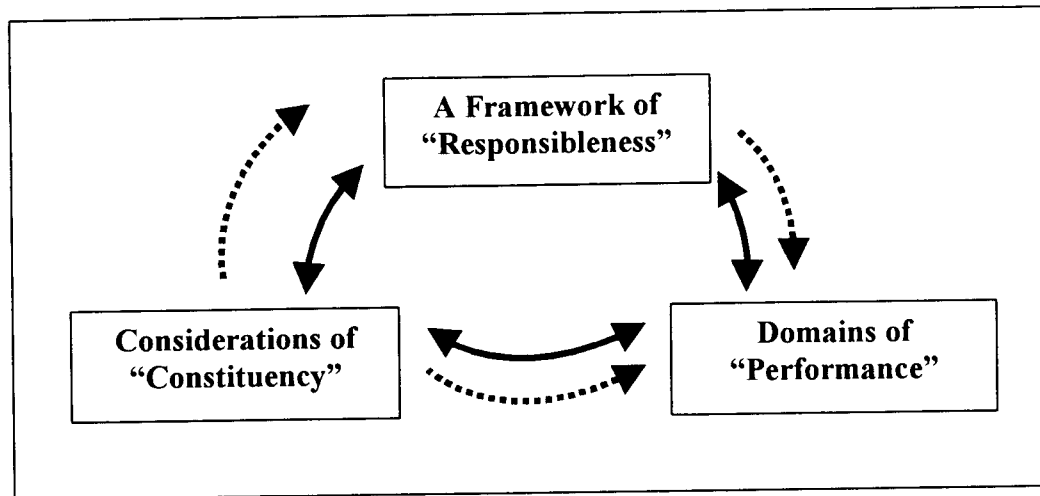 A Framework of
“Responsibleness”
Considerations of
“Constituency”
Domains of
“Performance”